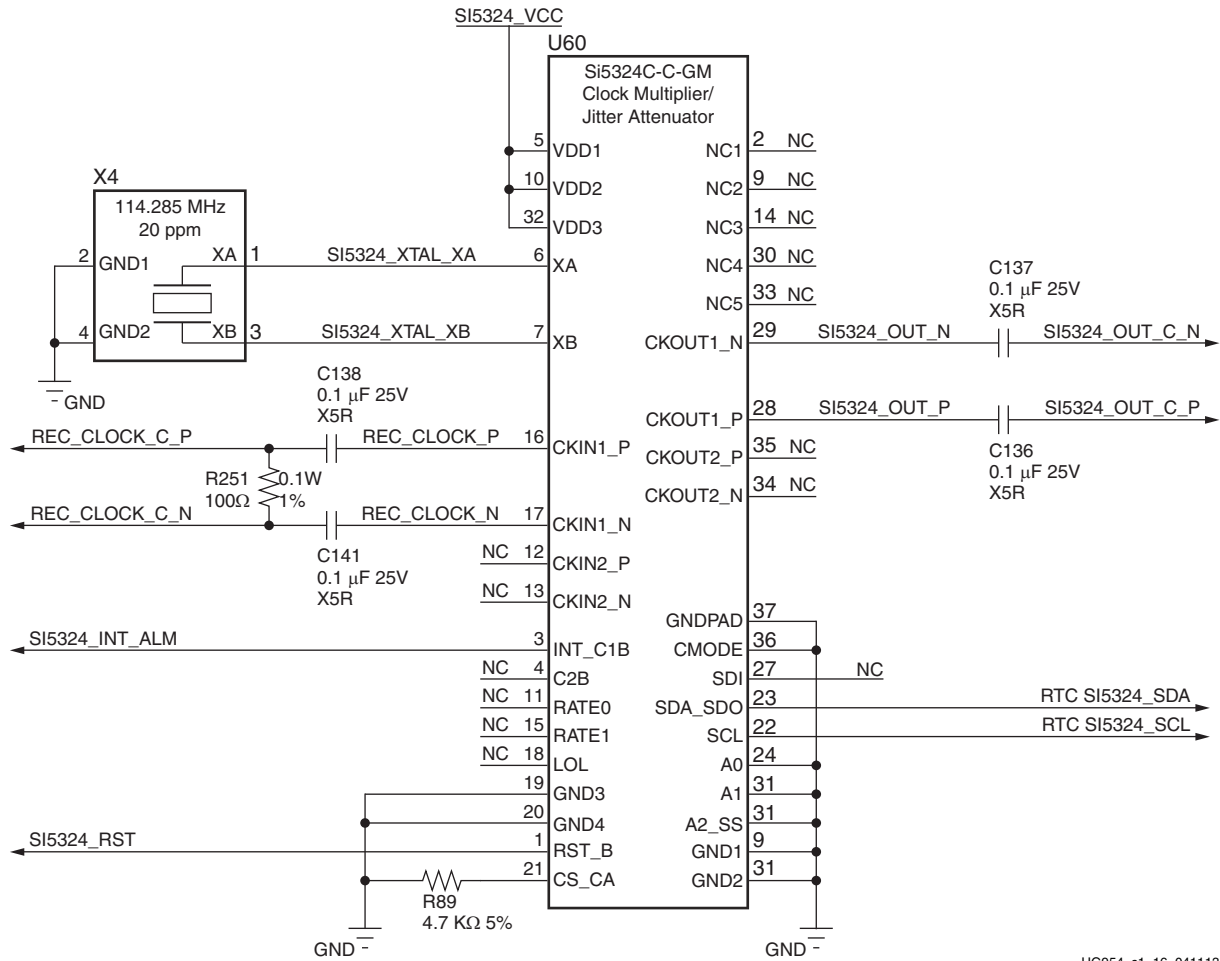 SI5324_VCC
U60
Si5324C-C-GM
Clock Multiplier/
Jitter Attenuator
5 VDD1
10 VDD2
32 VDD3
6 XA
7 XB
16 CKIN1_P
17 CKIN1_N
NC 12 CKIN2_P
NC 13 CKIN2_N
3 INT_C1B
NC 4 C2B
NC 11 RATE0
NC 15 RATE1
NC 18 LOL
19 GND3
20 GND4
1 RST_B
21 CS_CA
NC1 2 NC
NC2 9 NC
NC3 14 NC
NC4 30 NC
NC5 33 NC
CKOUT1_N 29 SI5324_OUT_N
CKOUT1_P 28 SI5324_OUT_P
CKOUT2_P 35 NC
CKOUT2_N 34 NC
GNDPAD 37
CMODE 36
SDI 27 NC
SDA_SDO 23 RTC SI5324_SDA
SCL 22 RTC SI5324_SCL
A0 24
A1 31
A2_SS 31
GND1 9
GND2 31
GND
X4
114.285 MHz
20 ppm
2 GND1 XA 1 SI5324_XTAL_XA
4 GND2 XB 3 SI5324_XTAL_XB
GND
C138
0.1 µF 25V
X5R
REC_CLOCK_C_P REC_CLOCK_P
R251 0.1W
100Ω 1%
REC_CLOCK_C_N REC_CLOCK_N
C141
0.1 µF 25V
X5R
SI5324_INT_ALM
SI5324_RST
R89
4.7 KΩ 5%
GND
C137
0.1 µF 25V
X5R
SI5324_OUT_C_N
SI5324_OUT_C_P
C136
0.1 µF 25V
X5R